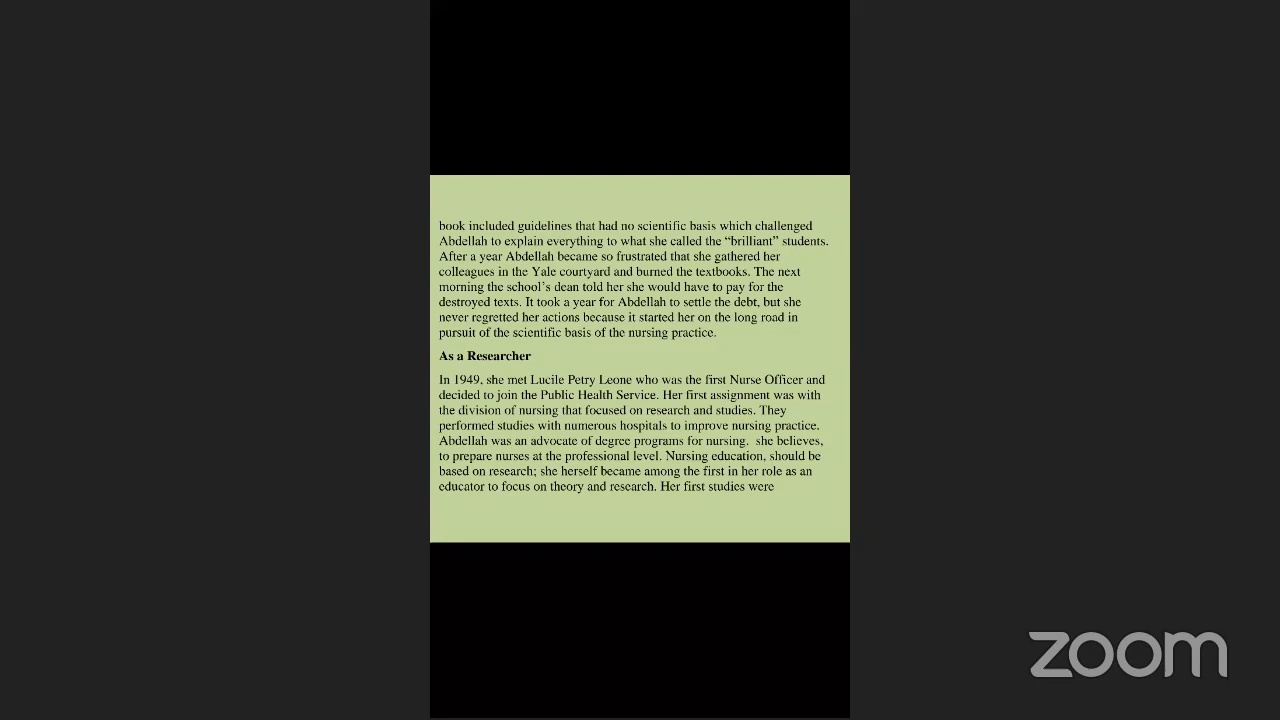 book included guidelines that had no scientific basis which challenged
Abdellah to explain everything to what she called the “brilliant” students.
After a year Abdellah became so frustrated that she gathered her
colleagues in the Yale courtyard and burned the textbooks. The next
morning the school’s dean told her she would have to pay for the
destroyed texts. It took a year for Abdellah to settle the debt, but she
never regretted her actions because it started her on the long road in
pursuit of the scientific basis of the nursing practice.
As a Researcher
In 1949, she met Lucile Petry Leone who was the first Nurse Officer and
decided to join the Public Health Service. Her first assignment was with
the division of nursing that focused on research and studies. They
performed studies with numerous hospitals to improve nursing practice.
Abdellah was an advocate of degree programs for nursing.  she believes,
to prepare nurses at the professional level. Nursing education, should be
based on research; she herself became among the first in her role as an
educator to focus on theory and research. Her first studies were
zoom